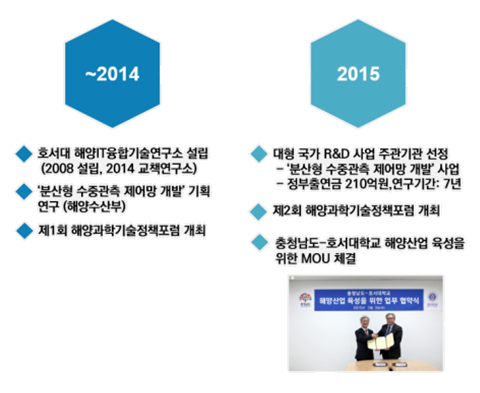 ~2014
호서대 해양IT융합기술연구소 설립
(2008 설립, 2014 교책연구소)
‘분산형 수중관측 제어망 개발’ 기획
연구 (해양수산부)
제1회 해양과학기술정책포럼 개최
2015
대형 국가 R&D 사업 주관기관 선정
– ‘분산형 수중관측 제어망 개발’ 사업
– 정부출연금 210억원,연구기간: 7년
제2회 해양과학기술정책포럼 개최
충청남도–호서대학교 해양산업 육성을
위한 MOU 체결
충청남도–호서대학교
해양산업 육성을 위한 업무 협약식